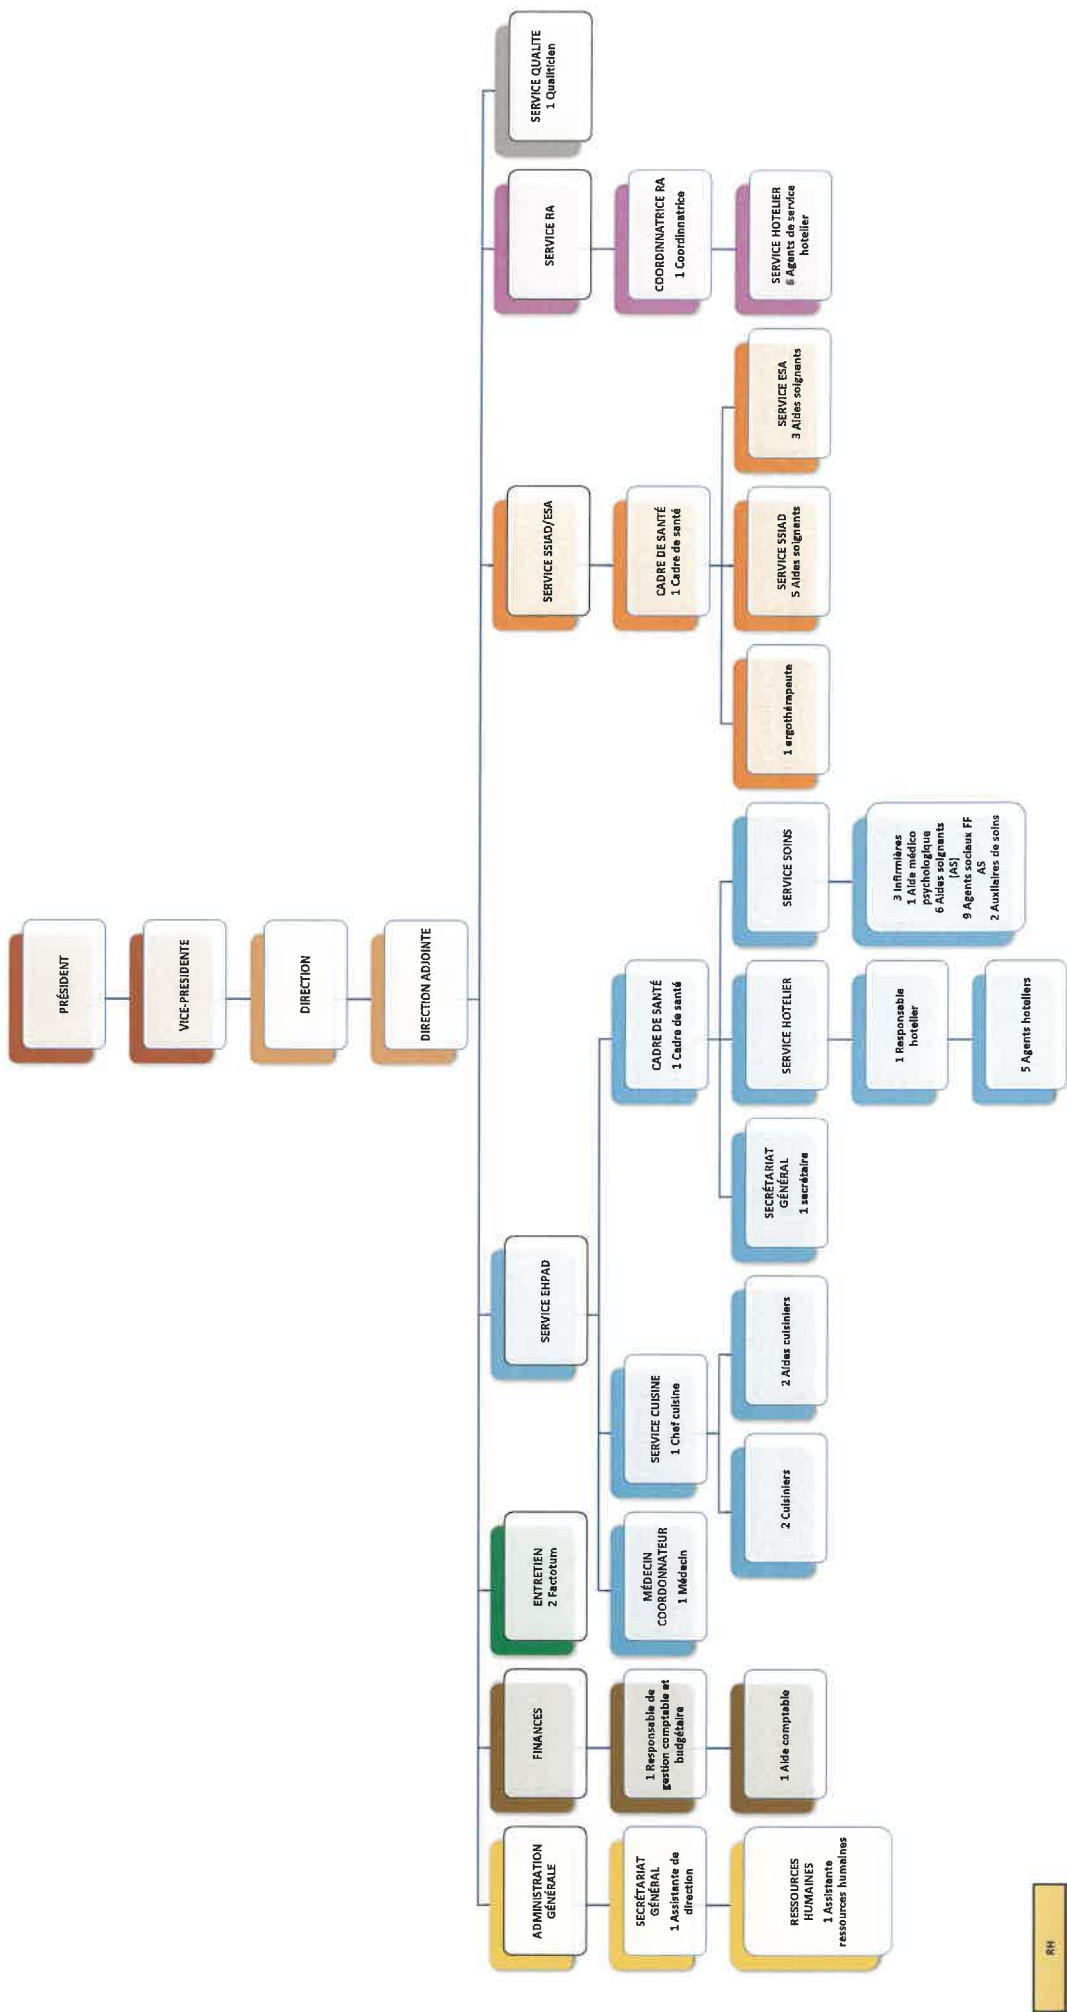 PRÉSIDENT
VICE-PRESIDENTE
DIRECTION
DIRECTION ADJOINTE
ADMINISTRATION
GÉNÉRALE
SECRÉTARIAT
GÉNÉRAL
1 Assistante de
direction
RESSOURCES
HUMAINES
1 Assistante
ressources humaines
FINANCES
1 Responsable de
gestion comptable et
budgétaire
1 Aide comptable
ENTRETIEN
2 Factotum
SERVICE EHPAD
MÉDECIN
COORDONNATEUR
1 Médecin
SERVICE CUISINE
1 Chef cuisine
2 Cuisiniers
2 Aides cuisiniers
CADRE DE SANTÉ
1 Cadre de santé
SECRÉTARIAT
GÉNÉRAL
1 secrétaire
SERVICE HOTELIER
1 Responsable
hotelier
5 Agents hoteliers
SERVICE SOINS
3 Infirmières
1 Aide médico
psychologique
6 Aides soignants
(AS)
9 Agents sociaux FF
AS
2 Auxiliaires de soins
SERVICE SSIAD/ESA
CADRE DE SANTÉ
1 Cadre de santé
1 ergothérapeute
SERVICE SSIAD
5 Aides soignants
SERVICE ESA
3 Aides soignants
SERVICE RA
COORDINNATRICE RA
1 Coordinnatrice
SERVICE HOTELIER
6 Agents de service
hotelier
SERVICE QUALITE
1 Qualiticien
RH